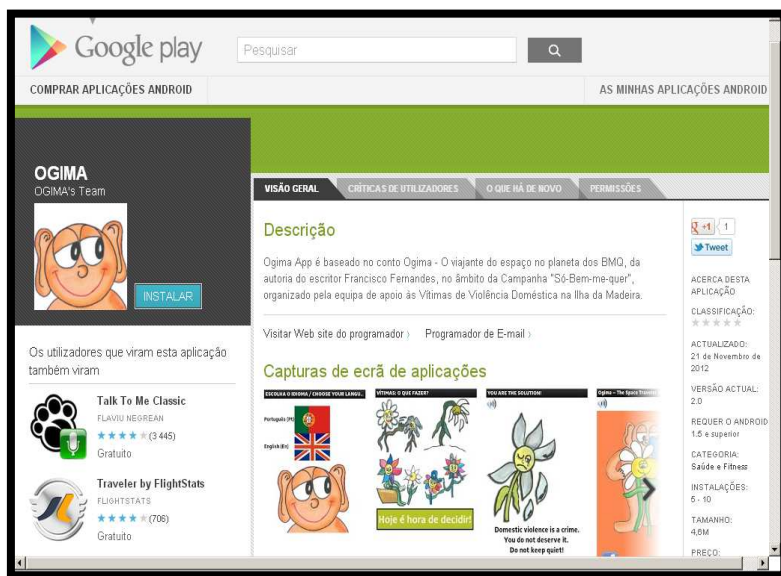 Google play
Pesquisar
COMPRAR APLICAÇÕES ANDROID
AS MINHAS APLICAÇÕES ANDROID
OGIMA
OGIMA's Team
INSTALAR
VISÃO GERAL
CRÍTICAS DE UTILIZADORES
O QUE HÁ DE NOVO
PERMISSÕES
Descrição
Ogima App é baseado no conto Ogima - O viajante do espaço no planeta dos BMQ, da
autoria do escritor Francisco Fernandes, no âmbito da Campanha "Só-Bem-me-quer",
organizado pela equipa de apoio às Vítimas de Violência Doméstica na Ilha da Madeira.
Visitar Web site do programador ›
Programador de E-mail ›
Capturas de ecrã de aplicações
ESCOLHA O IDIOMA / CHOOSE YOUR LANGU..
Português (Pt)
English (En)
VÍTIMAS: O QUE FAZER?
Hoje é hora de decidir!
YOU ARE THE SOLUTION!
Domestic violence is a crime.
You do not deserve it.
Do not keep quiet!
Ogima – The Space
Os utilizadores que viram esta aplicação
também viram
Talk To Me Classic
FLAVIU NEGREAN
(3 445)
Gratuito
Traveler by FlightStats
FLIGHTSTATS
(706)
Gratuito
+1
1
Tweet
ACERCA DESTA
APLICAÇÃO
CLASSIFICAÇÃO:
ACTUALIZADO:
21 de Novembro de
2012
VERSÃO ACTUAL:
2.0
REQUER O ANDROID
1.5 e superior
CATEGORIA:
Saúde e Fitness
INSTALAÇÕES:
5 - 10
TAMANHO:
4,6M
PREÇO: